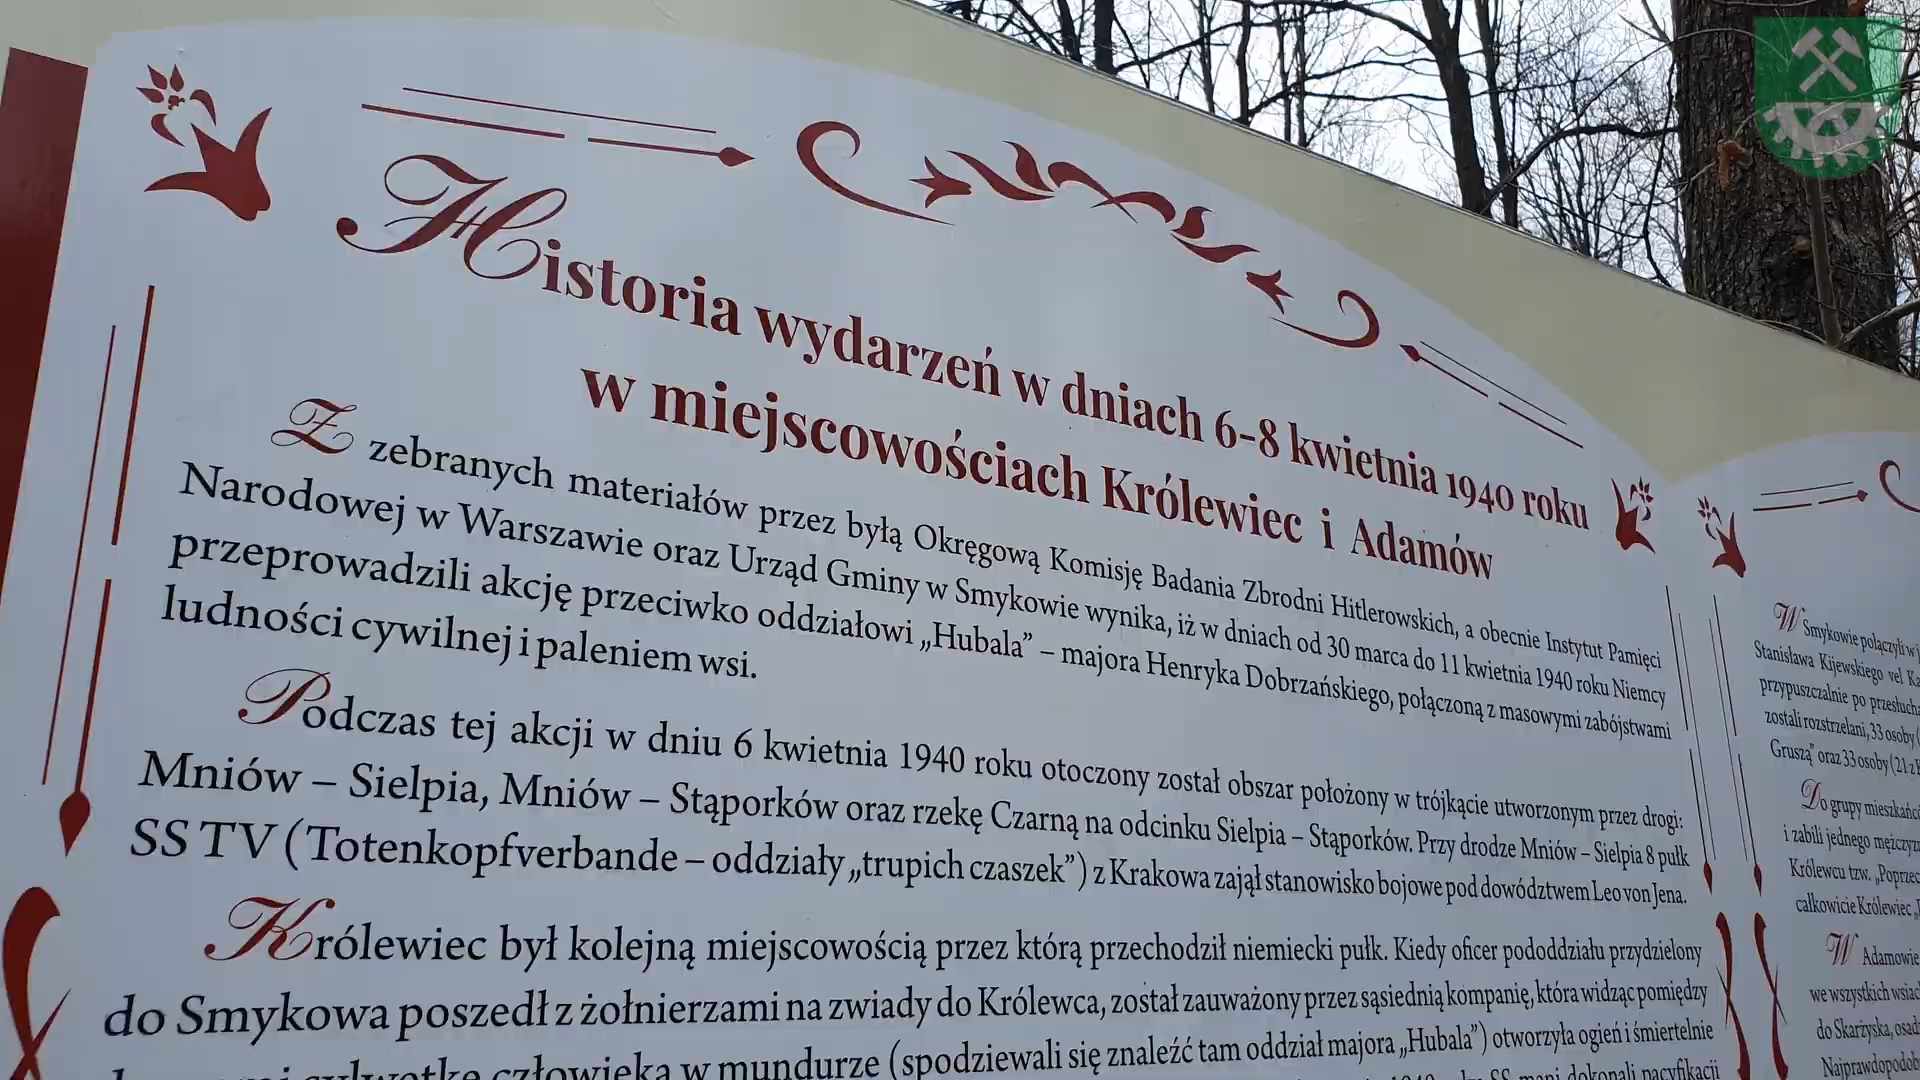 Historia wydarzeń w dniach 6-8 kwietnia 1940 roku
w miejscowościach Królewiec i Adamów
Z zebranych materiałów przez byłą Okręgową Komisję Badania Zbrodni Hitlerowskich, a obecnie Instytut Pamięci
Narodowej w Warszawie oraz Urząd Gminy w Smykowie wynika, iż w dniach od 30 marca do 11 kwietnia 1940 roku Niemcy
przeprowadzili akcję przeciwko oddziałowi „Hubala” – majora Henryka Dobrzańskiego, połączoną z masowymi zabójstwami
ludności cywilnej i paleniem wsi.
Podczas tej akcji w dniu 6 kwietnia 1940 roku otoczony został obszar położony w trójkącie utworzonym przez drogi:
Mniów – Sielpia, Mniów – Stąporków oraz rzekę Czarną na odcinku Sielpia – Stąporków. Przy drodze Mniów – Sielpia 8 pułk
SS TV (Totenkopfverbande – oddziały „trupich czaszek”) z Krakowa zajął stanowisko bojowe pod dowództwem Leo von Jena.
Królewiec był kolejną miejscowością przez którą przechodził niemiecki pułk. Kiedy oficer pododdziału przydzielony
do Smykowa poszedł z żołnierzami na zwiady do Królewca, został zauważony przez sąsiednią kompanię, która widząc pomiędzy
sylwetkę człowieka w mundurze (spodziewali się znaleźć tam oddział majora „Hubala”) otworzyła ogień i śmiertelnie
dokonali pacyfikacji
W Smykowie połączyli w
Stanisława Kijewskiego vel
przypuszczalnie po
zostali rozstrzelani, 33 osoby
Gruszą” oraz 33 osoby (21 z
Do grupy
i zabili jednego
Królewcu tzw.
całkowicie Królewiec
W Adamowie
we wszystkich
do Skarżyska,